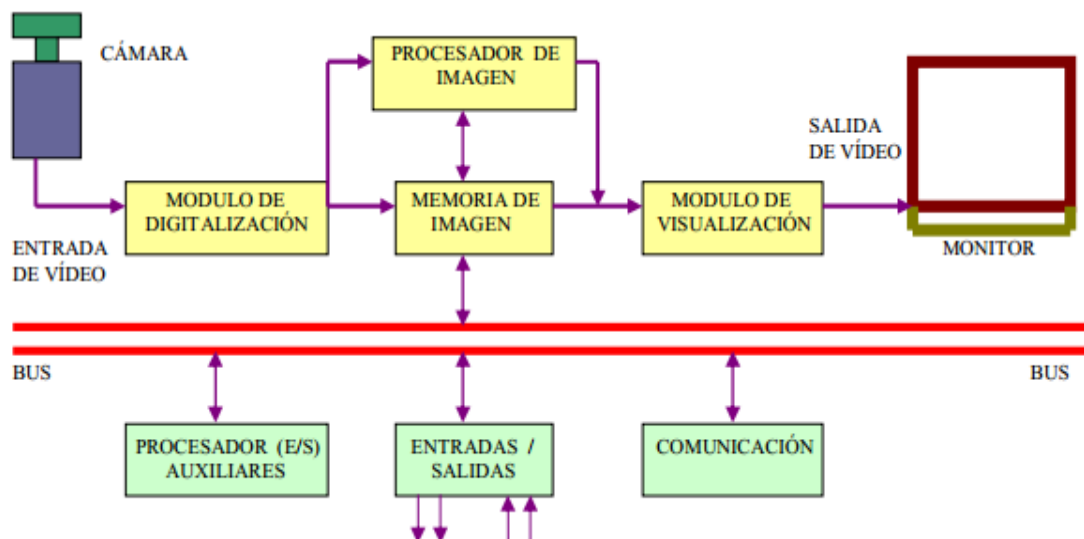 CÁMARA
PROCESADOR DE
IMAGEN
SALIDA
DE VÍDEO
MODULO DE
DIGITALIZACIÓN
MEMORIA DE
IMAGEN
MODULO DE
VISUALIZACIÓN
ENTRADA
DE VÍDEO
MONITOR
BUS
BUS
PROCESADOR (E/S)
AUXILIARES
ENTRADAS /
SALIDAS
COMUNICACIÓN